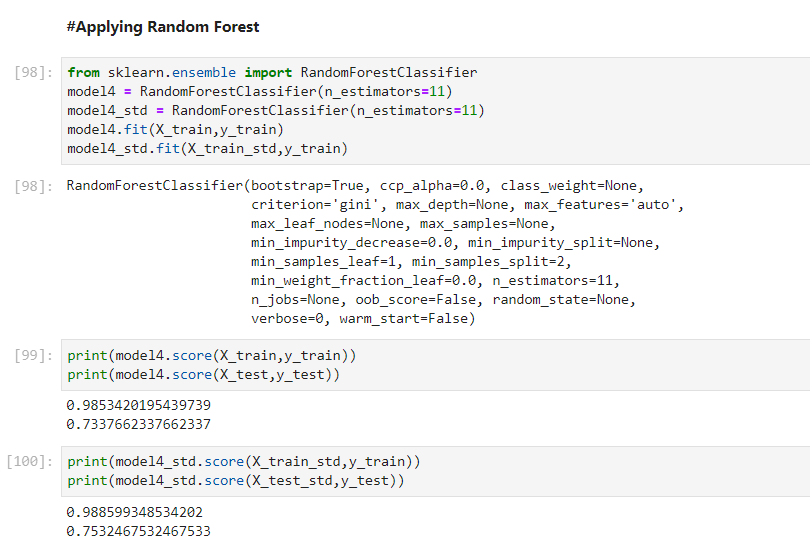 #Applying Random Forest
[98]: from sklearn.ensemble import RandomForestClassifier
model4 = RandomForestClassifier(n_estimators=11)
model4_std = RandomForestClassifier(n_estimators=11)
model4.fit(X_train,y_train)
model4_std.fit(X_train_std,y_train)
[98]: RandomForestClassifier(bootstrap=True, ccp_alpha=0.0, class_weight=None,
criterion='gini', max_depth=None, max_features='auto',
max_leaf_nodes=None, max_samples=None,
min_impurity_decrease=0.0, min_impurity_split=None,
min_samples_leaf=1, min_samples_split=2,
min_weight_fraction_leaf=0.0, n_estimators=11,
n_jobs=None, oob_score=False, random_state=None,
verbose=0, warm_start=False)
[99]: print(model4.score(X_train,y_train))
print(model4.score(X_test,y_test))
0.9853420195439739
0.7337662337662337
[100]: print(model4_std.score(X_train_std,y_train))
print(model4_std.score(X_test_std,y_test))
0.988599348534202
0.7532467532467533